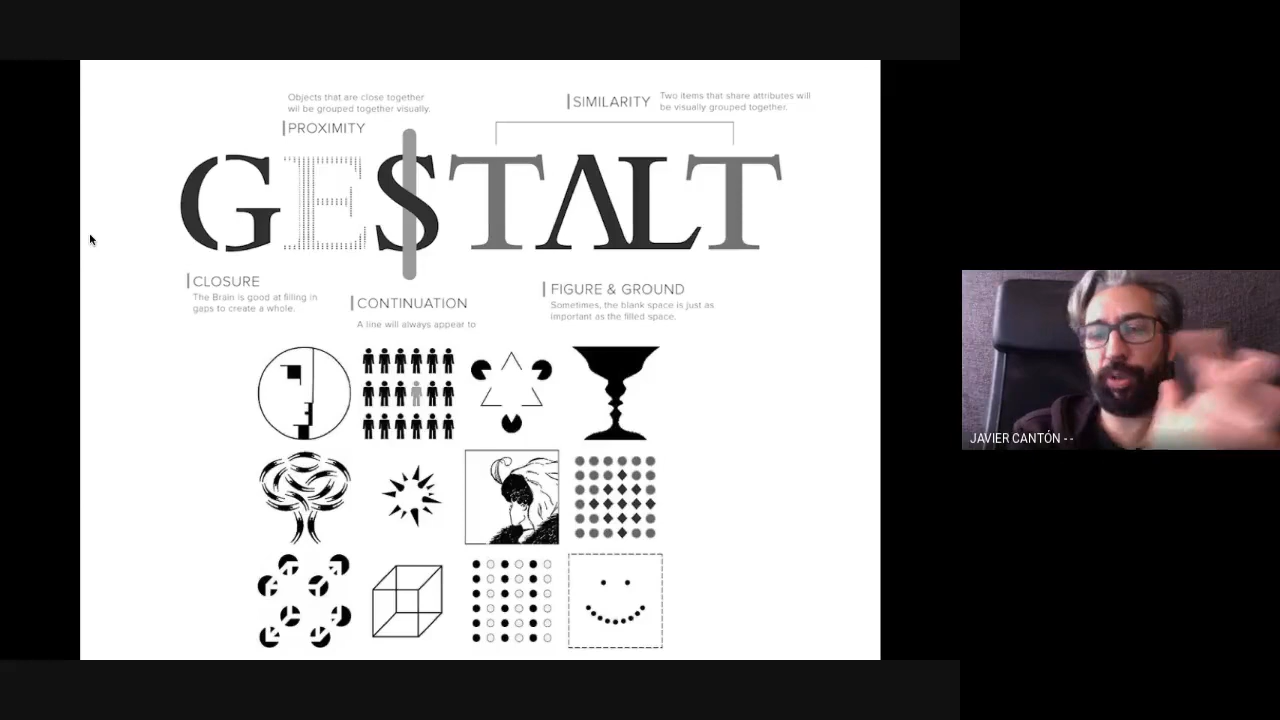 Objects that are close together
wil be grouped together visually.
PROXIMITY
SIMILARITY
Two items that share attributes will
be visually grouped together.
GESTALT
CLOSURE
The Brain is good at filling in
gaps to create a whole.
CONTINUATION
A line will always appear to
FIGURE & GROUND
Sometimes, the blank space is just as
important as the filled space.
JAVIER CANTÓN - -